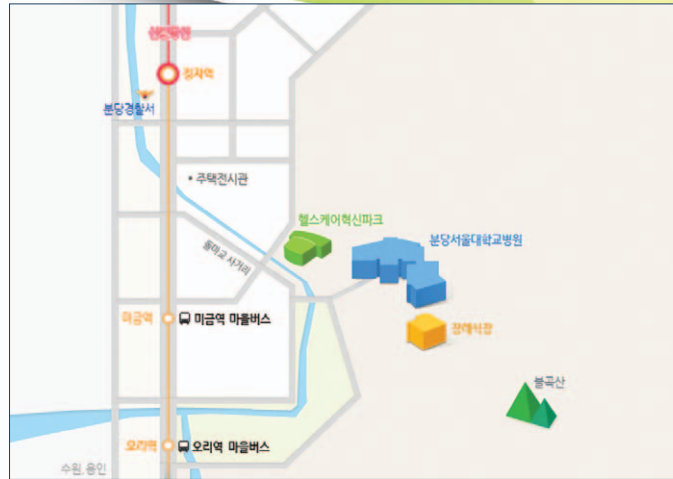 신분당선
정자역
분당경찰서
• 주택전시관
헬스케어혁신파크
분당서울대학교병원
돌마교 사거리
미금역
미금역 마을버스
장례식장
불곡산
오리역
오리역 마을버스
수원, 용인